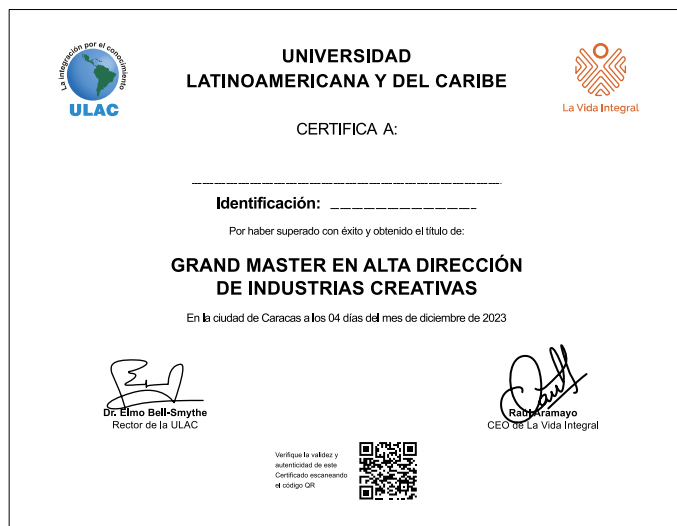 La integración por el conocimiento
ULAC
UNIVERSIDAD
LATINOAMERICANA Y DEL CARIBE
La Vida Integral
CERTIFICA A:
Identificación:
Por haber superado con éxito y obtenido el título de:
GRAND MASTER EN ALTA DIRECCIÓN
DE INDUSTRIAS CREATIVAS
En la ciudad de Caracas a los 04 días del mes de diciembre de 2023
Dr. Elmo Bell-Smythe
Rector de la ULAC
Raúl Aramayo
CEO de La Vida Integral
Verifique la validez y
autenticidad de este
Certificado escaneando
el código QR